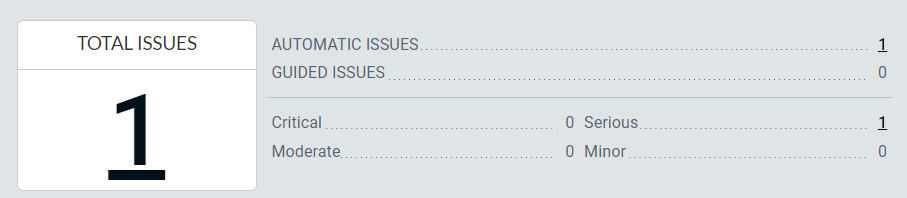 TOTAL ISSUES
1
AUTOMATIC ISSUES 1
GUIDED ISSUES 0
Critical 0 Serious 1
Moderate 0 Minor 0